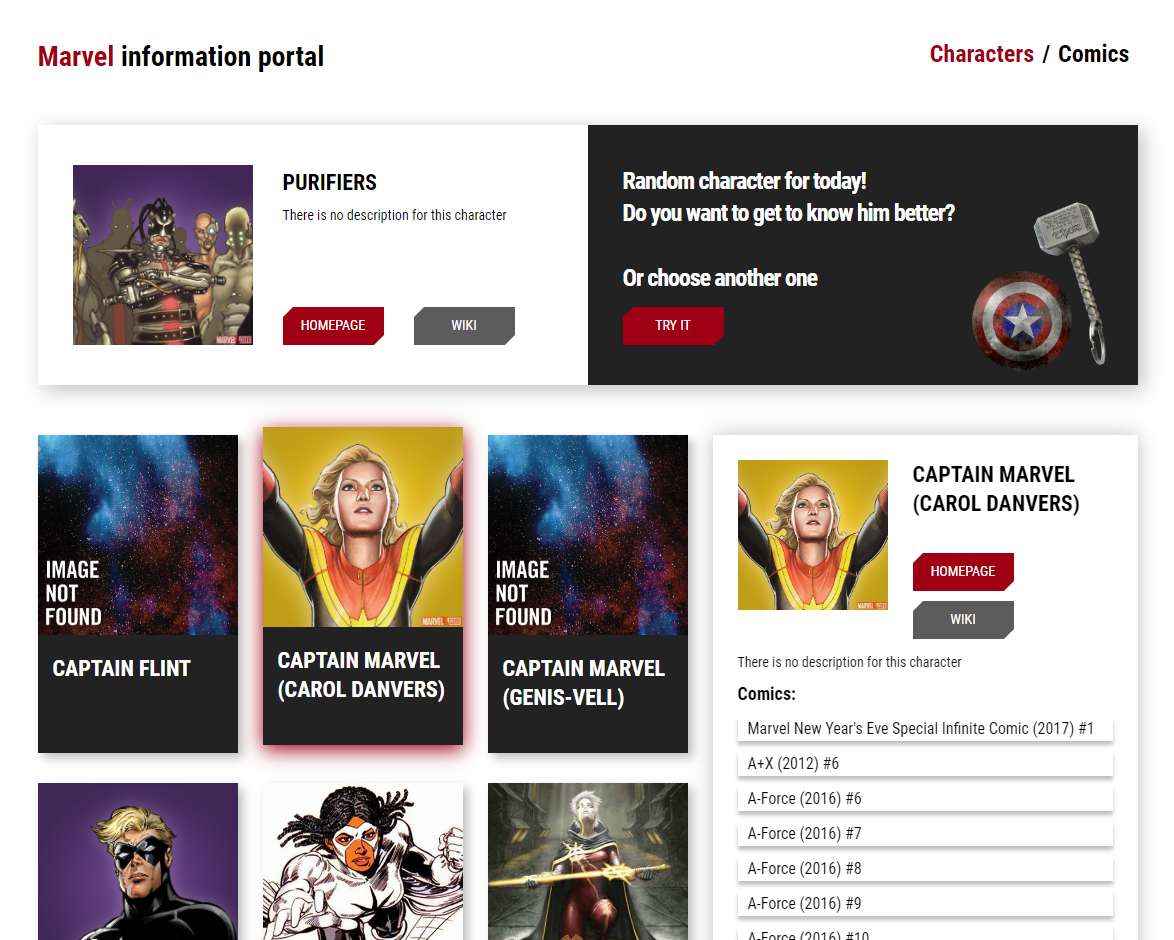 Marvel information portal
Characters / Comics
PURIFIERS
There is no description for this character
HOMEPAGE
WIKI
Random character for today!
Do you want to get to know him better?
Or choose another one
TRY IT
IMAGE
NOT
FOUND
CAPTAIN FLINT
CAPTAIN MARVEL
(CAROL DANVERS)
IMAGE
NOT
FOUND
CAPTAIN MARVEL
(GENIS-VELL)
CAPTAIN MARVEL
(CAROL DANVERS)
HOMEPAGE
WIKI
There is no description for this character
Comics:
Marvel New Year's Eve Special Infinite Comic (2017) #1
A+X (2012) #6
A-Force (2016) #6
A-Force (2016) #7
A-Force (2016) #8
A-Force (2016) #9
A-Force (2016) #10